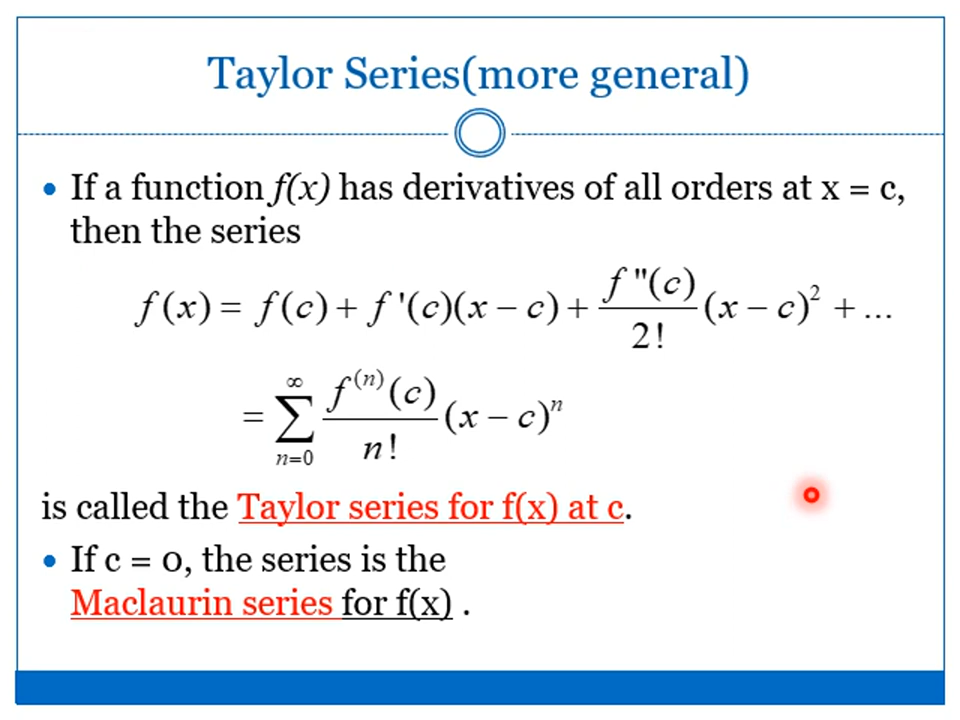 Taylor Series(more general)
• If a function f(x) has derivatives of all orders at x = c,
then the series
f(x) = f(c) + f '(c)(x − c) + f ''(c)/2! (x − c)² + ...
= ∑_{n=0}^{∞} f⁽ⁿ⁾(c)/n! (x − c)ⁿ
is called the Taylor series for f(x) at c.
• If c = 0, the series is the
Maclaurin series for f(x) .